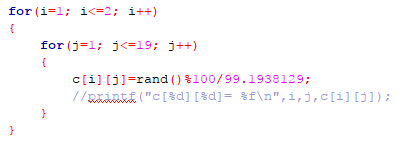 for(i=1; i<=2; i++)
{
for(j=1; j<=19; j++)
{
c[i][j]=rand()%100/99.1938129;
//printf("c[%d][%d]= %f\n",i,j,c[i][j]);
}
}